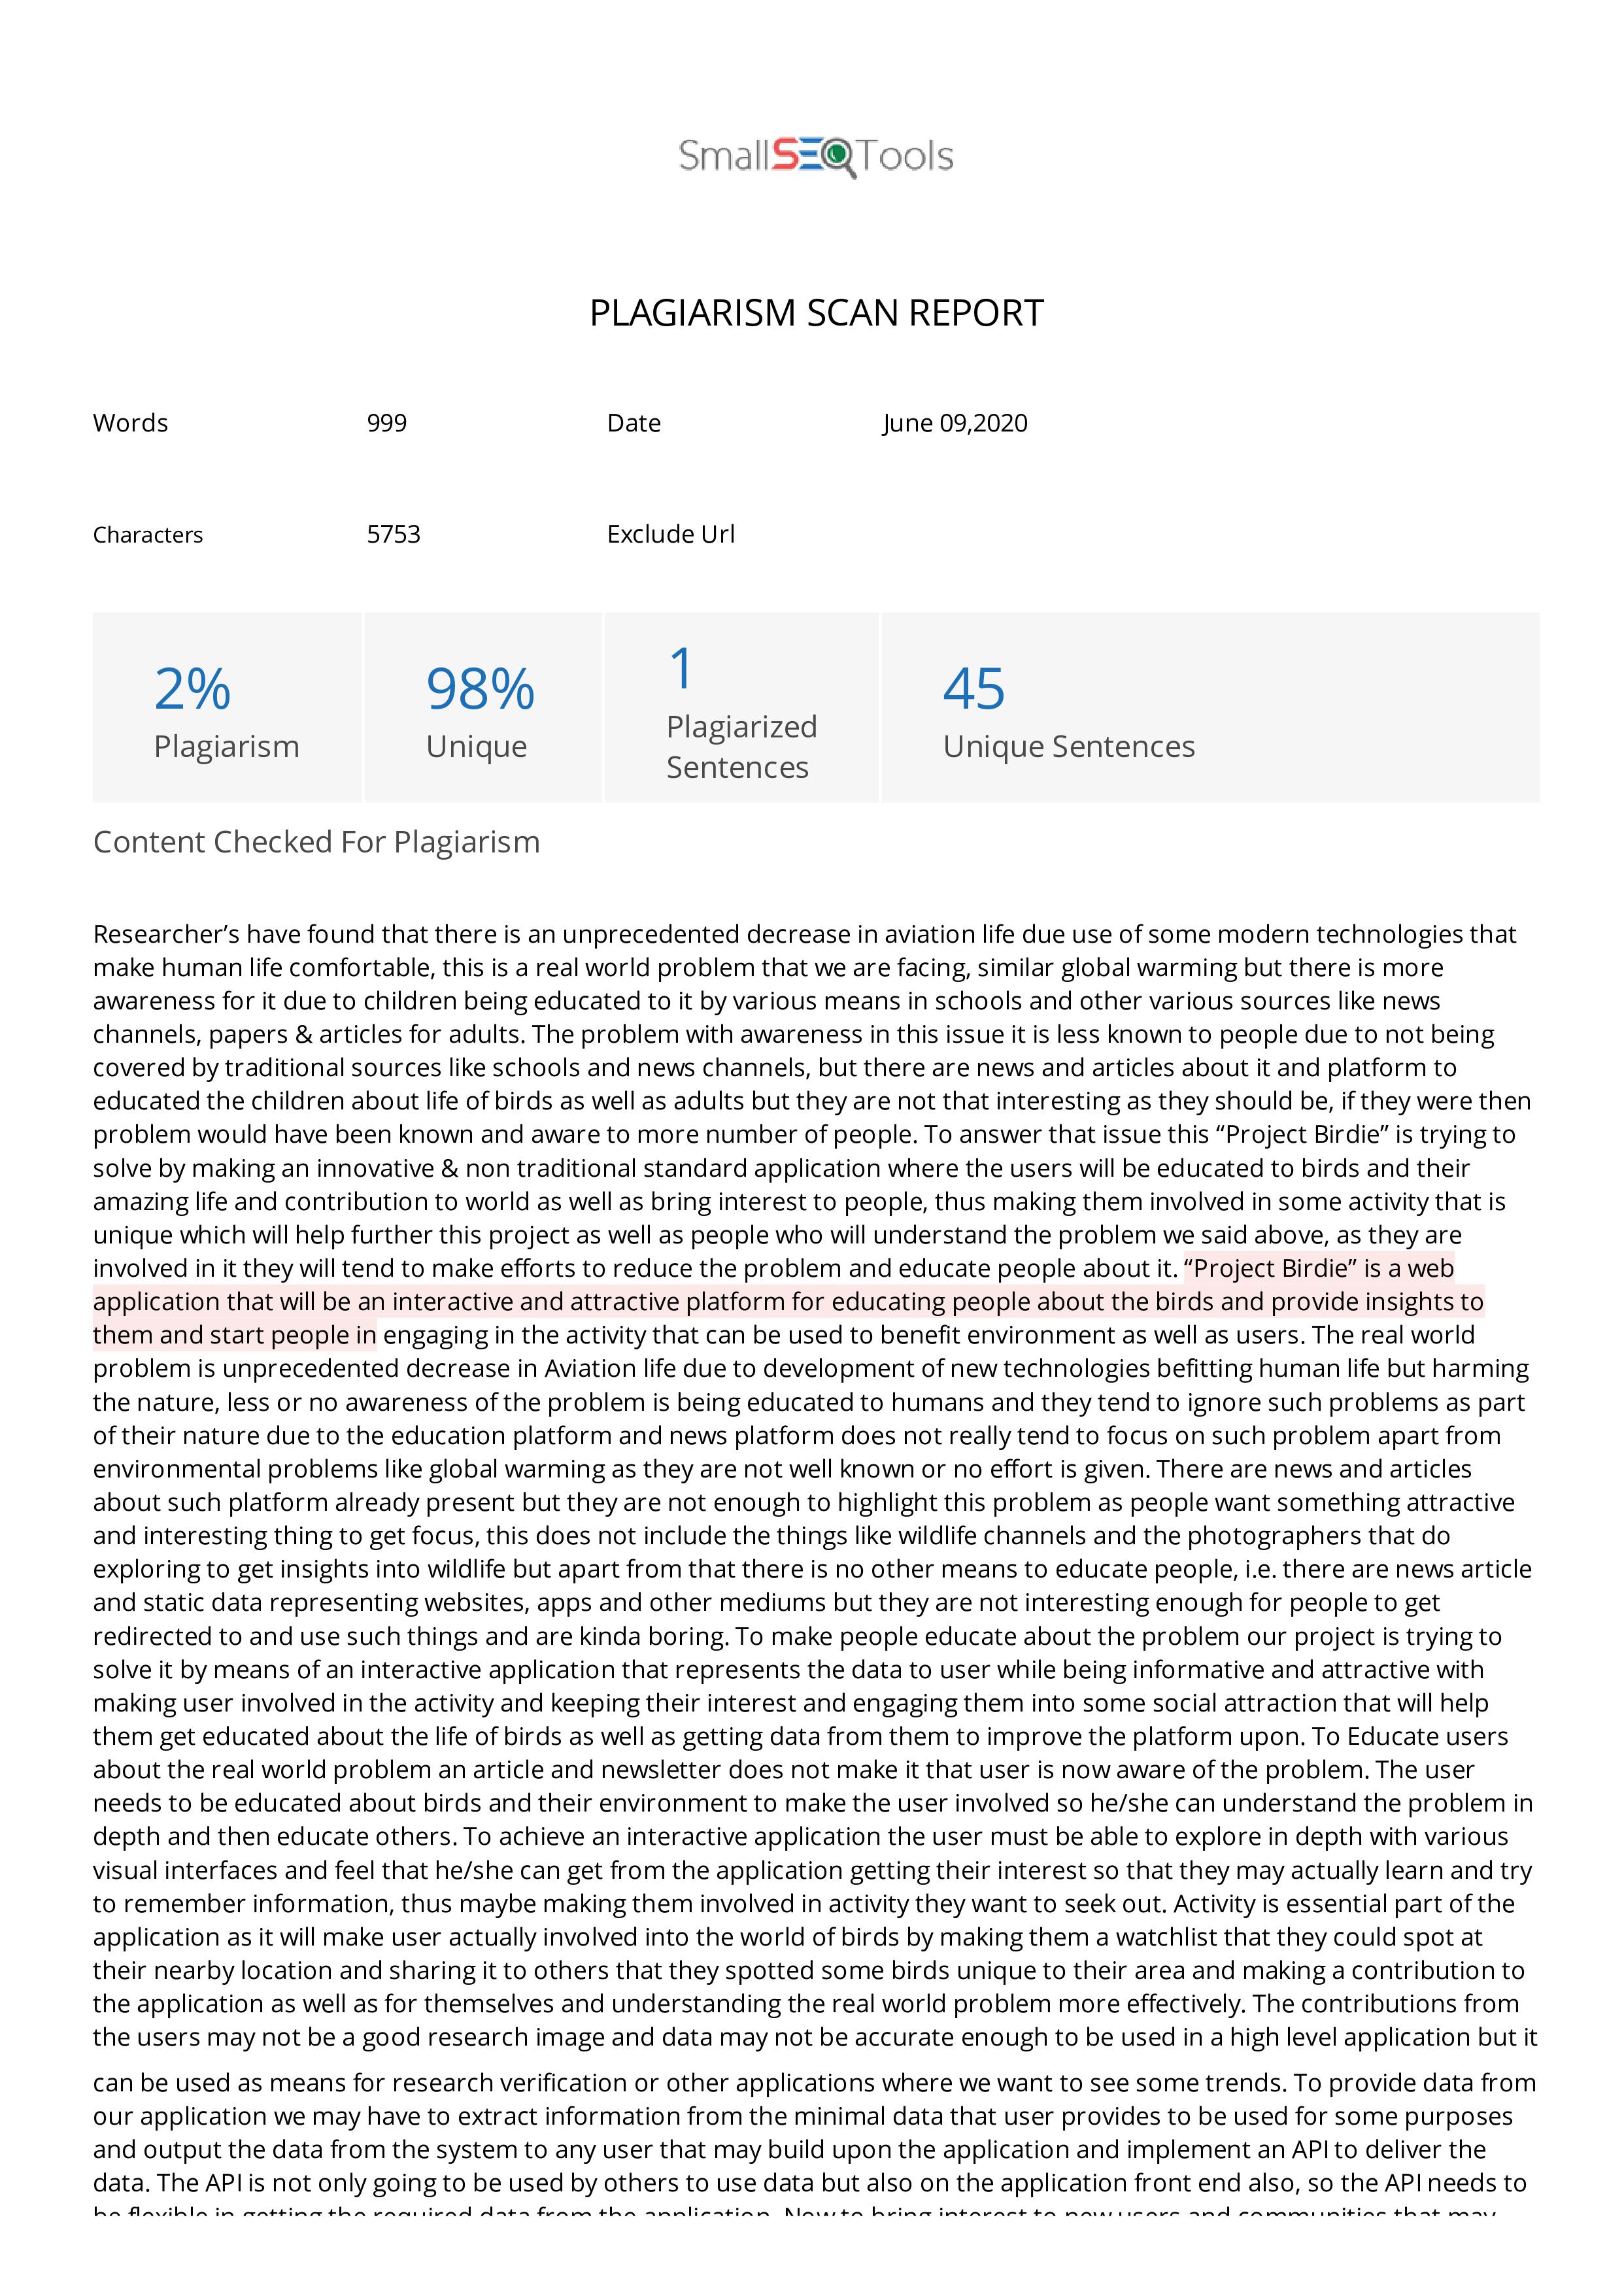 SmallSEOTools
PLAGIARISM SCAN REPORT
Words 999 Date June 09,2020
Characters 5753 Exclude Url
2% Plagiarism
98% Unique
1 Plagiarized Sentences
45 Unique Sentences
Content Checked For Plagiarism
Researcher’s have found that there is an unprecedented decrease in aviation life due use of some modern technologies that
make human life comfortable, this is a real world problem that we are facing, similar global warming but there is more
awareness for it due to children being educated to it by various means in schools and other various sources like news
channels, papers & articles for adults. The problem with awareness in this issue it is less known to people due to not being
covered by traditional sources like schools and news channels, but there are news and articles about it and platform to
educated the children about life of birds as well as adults but they are not that interesting as they should be, if they were then
problem would have been known and aware to more number of people. To answer that issue this “Project Birdie” is trying to
solve by making an innovative & non traditional standard application where the users will be educated to birds and their
amazing life and contribution to world as well as bring interest to people, thus making them involved in some activity that is
unique which will help further this project as well as people who will understand the problem we said above, as they are
involved in it they will tend to make efforts to reduce the problem and educate people about it. “Project Birdie” is a web
application that will be an interactive and attractive platform for educating people about the birds and provide insights to
them and start people in engaging in the activity that can be used to benefit environment as well as users. The real world
problem is unprecedented decrease in Aviation life due to development of new technologies befitting human life but harming
the nature, less or no awareness of the problem is being educated to humans and they tend to ignore such problems as part
of their nature due to the education platform and news platform does not really tend to focus on such problem apart from
environmental problems like global warming as they are not well known or no effort is given. There are news and articles
about such platform already present but they are not enough to highlight this problem as people want something attractive
and interesting thing to get focus, this does not include the things like wildlife channels and the photographers that do
exploring to get insights into wildlife but apart from that there is no other means to educate people, i.e. there are news article
and static data representing websites, apps and other mediums but they are not interesting enough for people to get
redirected to and use such things and are kinda boring. To make people educate about the problem our project is trying to
solve it by means of an interactive application that represents the data to user while being informative and attractive with
making user involved in the activity and keeping their interest and engaging them into some social attraction that will help
them get educated about the life of birds as well as getting data from them to improve the platform upon. To Educate users
about the real world problem an article and newsletter does not make it that user is now aware of the problem. The user
needs to be educated about birds and their environment to make the user involved so he/she can understand the problem in
depth and then educate others. To achieve an interactive application the user must be able to explore in depth with various
visual interfaces and feel that he/she can get from the application getting their interest so that they may actually learn and try
to remember information, thus maybe making them involved in activity they want to seek out. Activity is essential part of the
application as it will make user actually involved into the world of birds by making them a watchlist that they could spot at
their nearby location and sharing it to others that they spotted some birds unique to their area and making a contribution to
the application as well as for themselves and understanding the real world problem more effectively. The contributions from
the users may not be a good research image and data may not be accurate enough to be used in a high level application but it
can be used as means for research verification or other applications where we want to see some trends. To provide data from
our application we may have to extract information from the minimal data that user provides to be used for some purposes
and output the data from the system to any user that may build upon the application and implement an API to deliver the
data. The API is not only going to be used by others to use data but also on the application front end also, so the API needs to
be flexible in getting the required data from the application. Now to bring interest to new users and communities that may